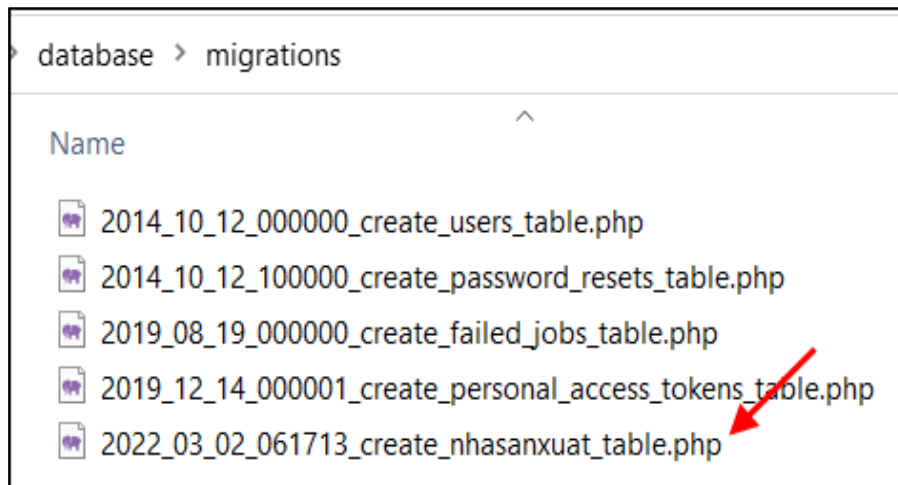 database > migrations
Name
2014_10_12_000000_create_users_table.php
2014_10_12_100000_create_password_resets_table.php
2019_08_19_000000_create_failed_jobs_table.php
2019_12_14_000001_create_personal_access_tokens_table.php
2022_03_02_061713_create_nhasanxuat_table.php